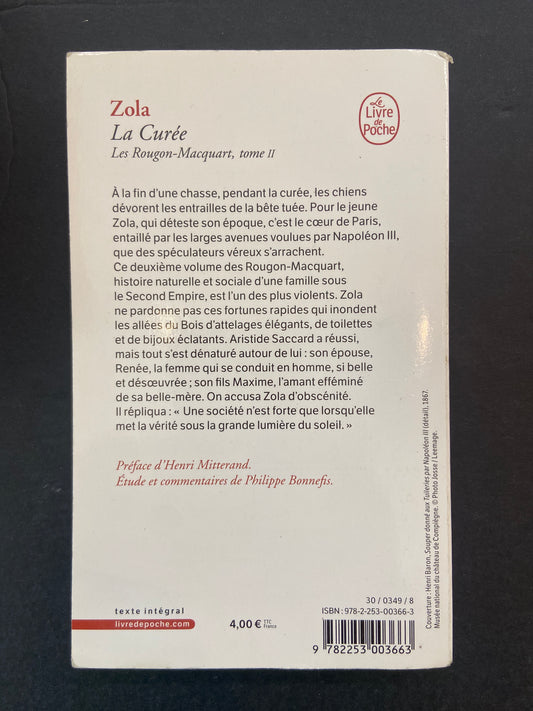 Zola
La Curée
Les Rougon-Macquart, tome II
Le
Livre
de
Poche
À la fin d'une chasse, pendant la curée, les chiens
dévorent les entrailles de la bête tuée. Pour le jeune
Zola, qui déteste son époque, c'est le cœur de Paris,
entaillé par les larges avenues voulues par Napoléon III,
que des spéculateurs véreux s'arrachent.
Ce deuxième volume des Rougon-Macquart,
histoire naturelle et sociale d'une famille sous
le Second Empire, est l'un des plus violents. Zola
ne pardonne pas ces fortunes rapides qui inondent
les allées du Bois d'attelages élégants, de toilettes
et de bijoux éclatants. Aristide Saccard a réussi,
mais tout s'est dénaturé autour de lui : son épouse,
Renée, la femme qui se conduit en homme, si belle
et désœuvrée ; son fils Maxime, l'amant efféminé
de sa belle-mère. On accusa Zola d'obscénité.
Il répliqua : « Une société n'est forte que lorsqu'elle
met la vérité sous la grande lumière du soleil. »
Préface d'Henri Mitterand.
Étude et commentaires de Philippe Bonnefis.
texte intégral
livredepoche.com
4,00 € TTC
France
30 / 0349 / 8
ISBN : 978-2-253-00366-3
9 782253 003663
Couverture : Henri Baron, Souper donné aux Tuileries par Napoléon III (détail), 1867.
Musée national du château de Compiègne. © Photo Josse / Leemage.